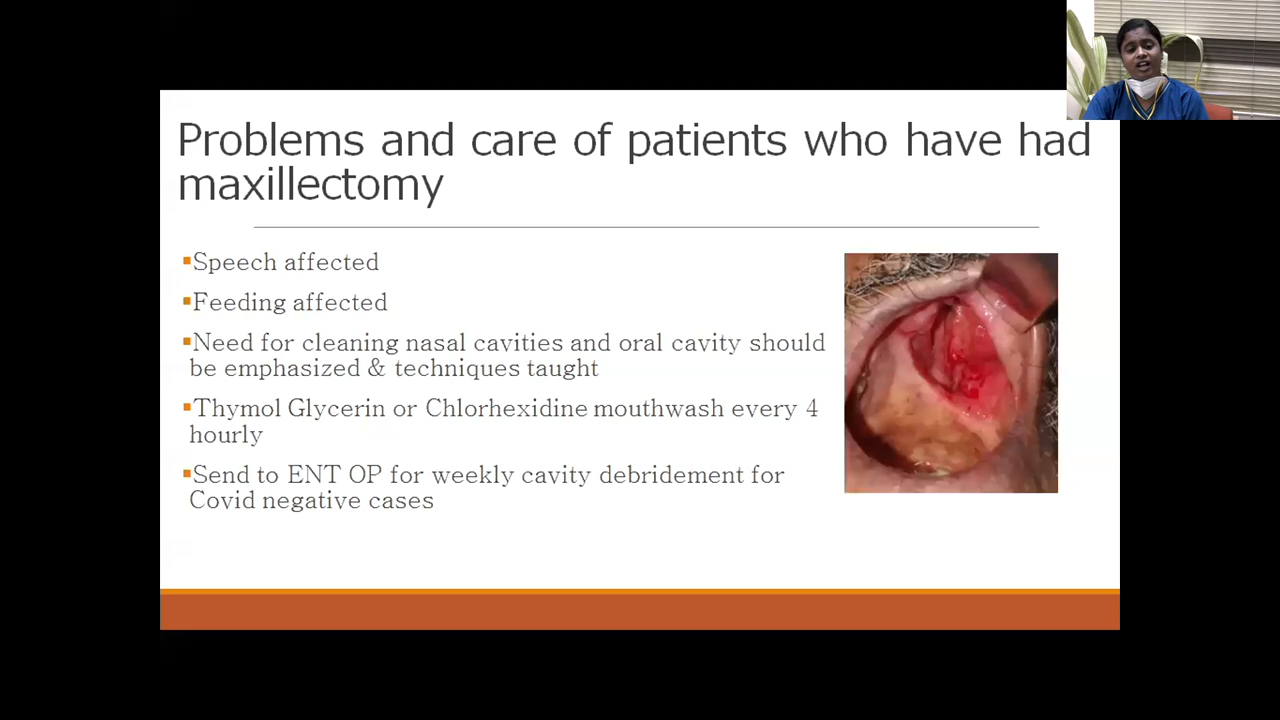 Problems and care of patients who have had
maxillectomy
▪Speech affected
▪Feeding affected
▪Need for cleaning nasal cavities and oral cavity should
be emphasized & techniques taught
▪Thymol Glycerin or Chlorhexidine mouthwash every 4
hourly
▪Send to ENT OP for weekly cavity debridement for
Covid negative cases